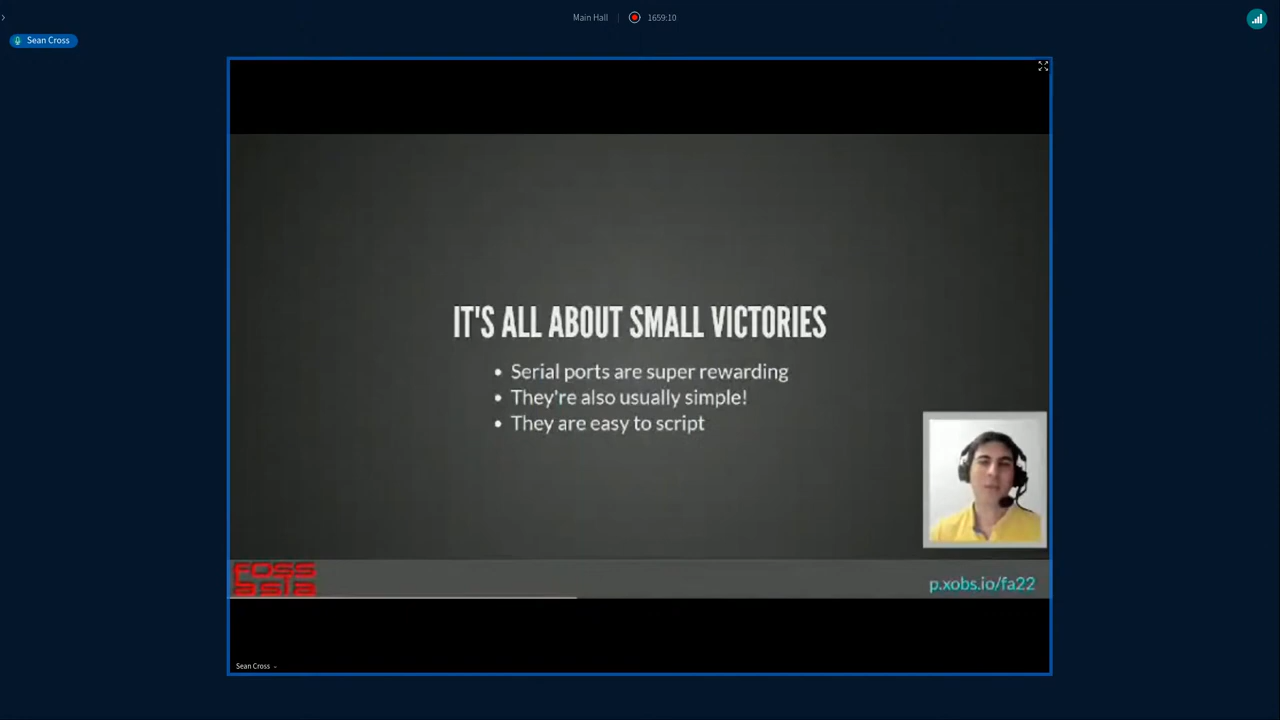 Main Hall
1659:10
Sean Cross
IT'S ALL ABOUT SMALL VICTORIES
• Serial ports are super rewarding
• They're also usually simple!
• They are easy to script
FOSS
ASIA
p.xobs.io/fa22
Sean Cross